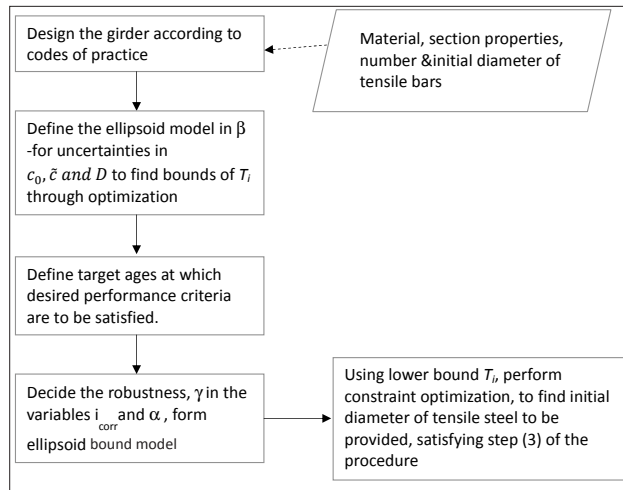 Design the girder according to
codes of practice
Material, section properties,
number &initial diameter of
tensile bars
Define the ellipsoid model in β
-for uncertainties in
c₀, c̃ and D to find bounds of Tᵢ
through optimization
Define target ages at which
desired performance criteria
are to be satisfied.
Decide the robustness, γ in the
variables i_corr and α , form
ellipsoid bound model
Using lower bound Tᵢ, perform
constraint optimization, to find initial
diameter of tensile steel to be
provided, satisfying step (3) of the
procedure